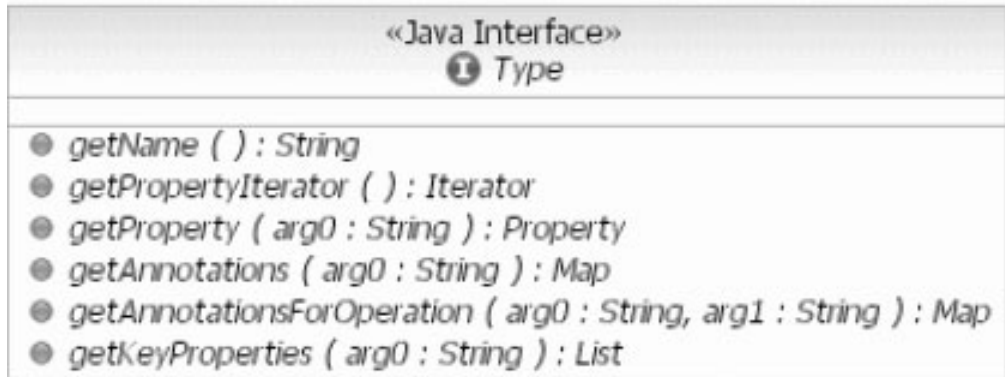 «Java Interface»
I Type
getName ( ) : String
getPropertyIterator ( ) : Iterator
getProperty ( arg0 : String ) : Property
getAnnotations ( arg0 : String ) : Map
getAnnotationsForOperation ( arg0 : String, arg1 : String ) : Map
getKeyProperties ( arg0 : String ) : List